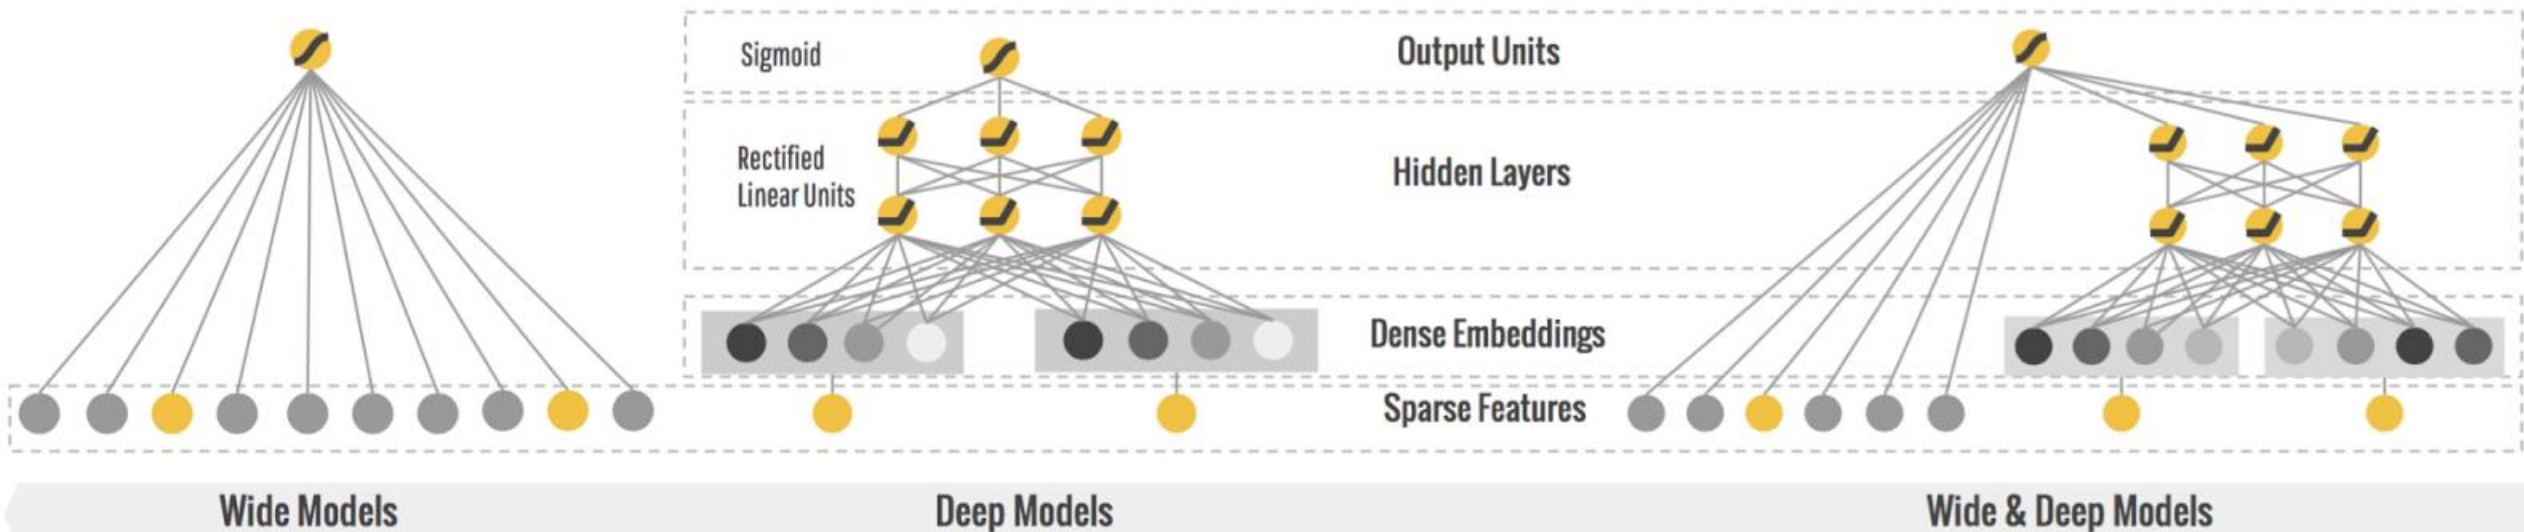 Sigmoid
Output Units
Rectified
Linear Units
Hidden Layers
Dense Embeddings
Sparse Features
Wide Models
Deep Models
Wide & Deep Models